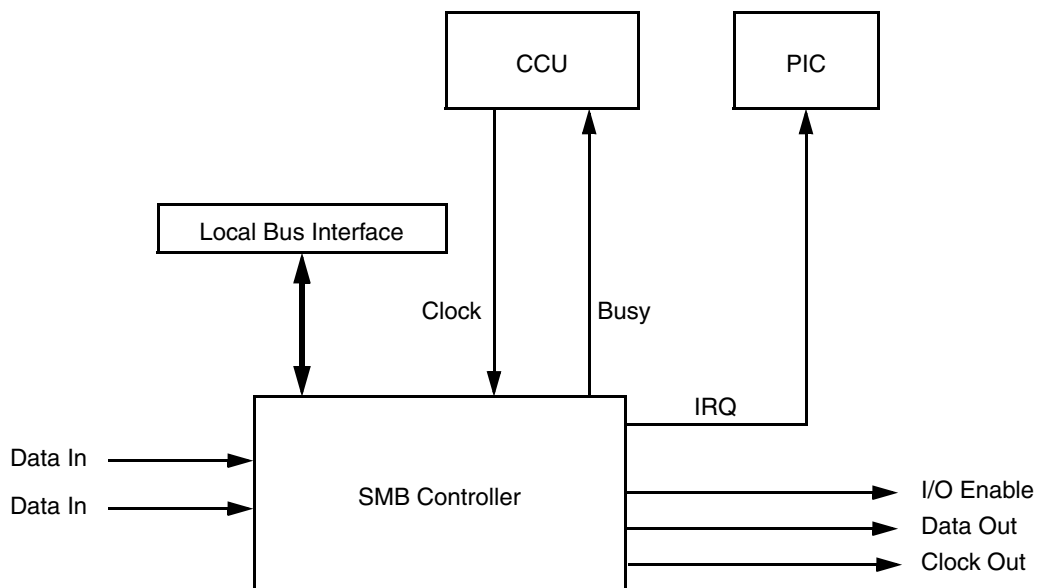 CCU
PIC
Local Bus Interface
Clock
Busy
IRQ
Data In
Data In
SMB Controller
I/O Enable
Data Out
Clock Out